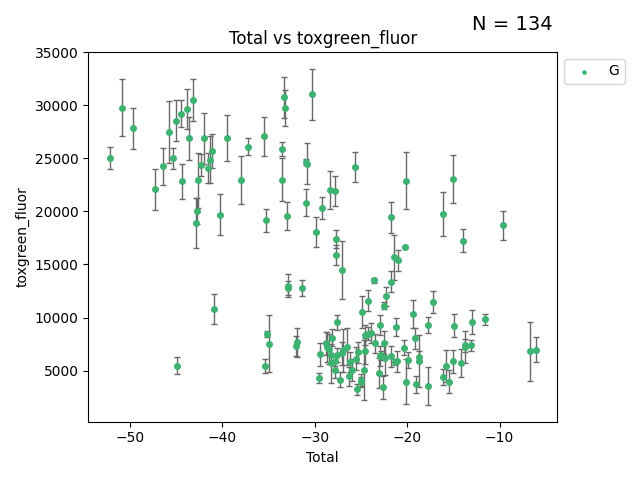 N = 134
Total vs toxgreen_fluor
G
35000
30000
25000
20000
15000
10000
5000
toxgreen_fluor
−50 −40 −30 −20 −10
Total